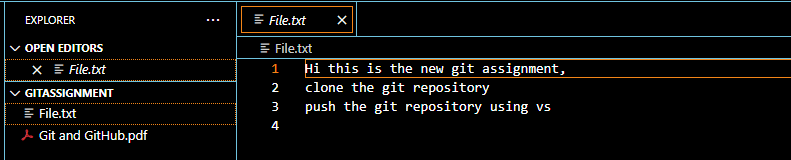 EXPLORER ...
File.txt
OPEN EDITORS
File.txt
File.txt
GITASSIGNMENT
File.txt
Git and GitHub.pdf
1 Hi this is the new git assignment,
2 clone the git repository
3 push the git repository using vs
4